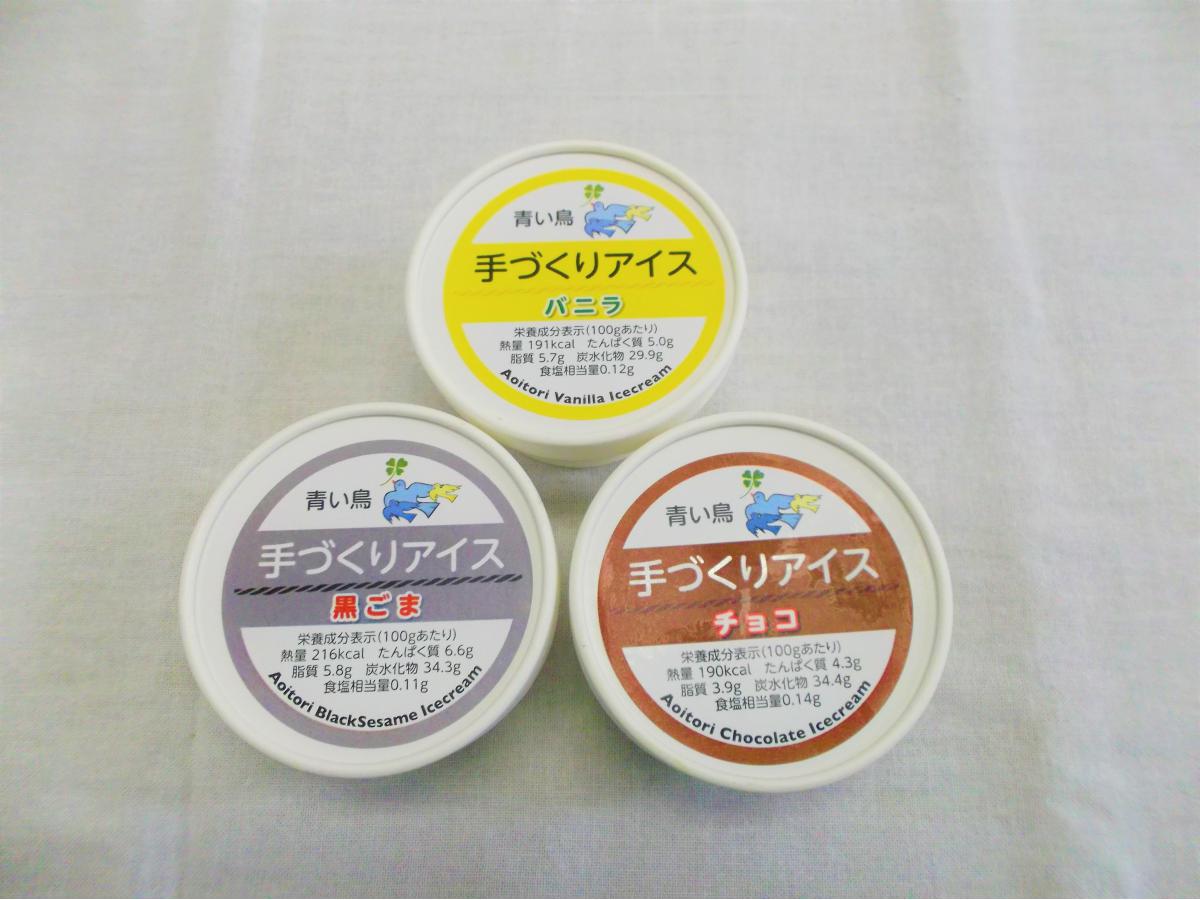 青い鳥
手づくりアイス
バニラ
栄養成分表示(100gあたり)
熱量 191kcal たんぱく質 5.0g
脂質 5.7g 炭水化物 29.9g
食塩相当量0.12g
Aoitori Vanilla Icecream
青い鳥
手づくりアイス
黒ごま
栄養成分表示(100gあたり)
熱量 216kcal たんぱく質 6.6g
脂質 5.8g 炭水化物 34.3g
食塩相当量0.11g
Aoitori BlackSesame Icecream
青い鳥
手づくりアイス
チョコ
栄養成分表示(100gあたり)
熱量 190kcal たんぱく質 4.3g
脂質 3.9g 炭水化物 34.4g
食塩相当量0.14g
Aoitori Chocolate Icecream